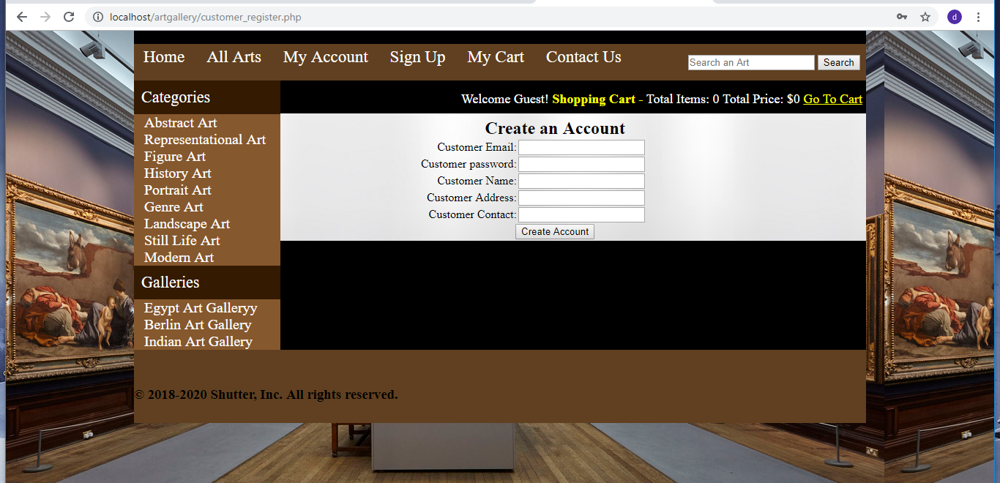 localhost/artgallery/customer_register.php
d
Home All Arts My Account Sign Up My Cart Contact Us
Search an Art Search
Categories
Welcome Guest! Shopping Cart - Total Items: 0 Total Price: $0 Go To Cart
Abstract Art
Representational Art
Figure Art
History Art
Portrait Art
Genre Art
Landscape Art
Still Life Art
Modern Art
Galleries
Egypt Art Galleryy
Berlin Art Gallery
Indian Art Gallery
Create an Account
Customer Email:
Customer password:
Customer Name:
Customer Address:
Customer Contact:
Create Account
© 2018-2020 Shutter, Inc. All rights reserved.